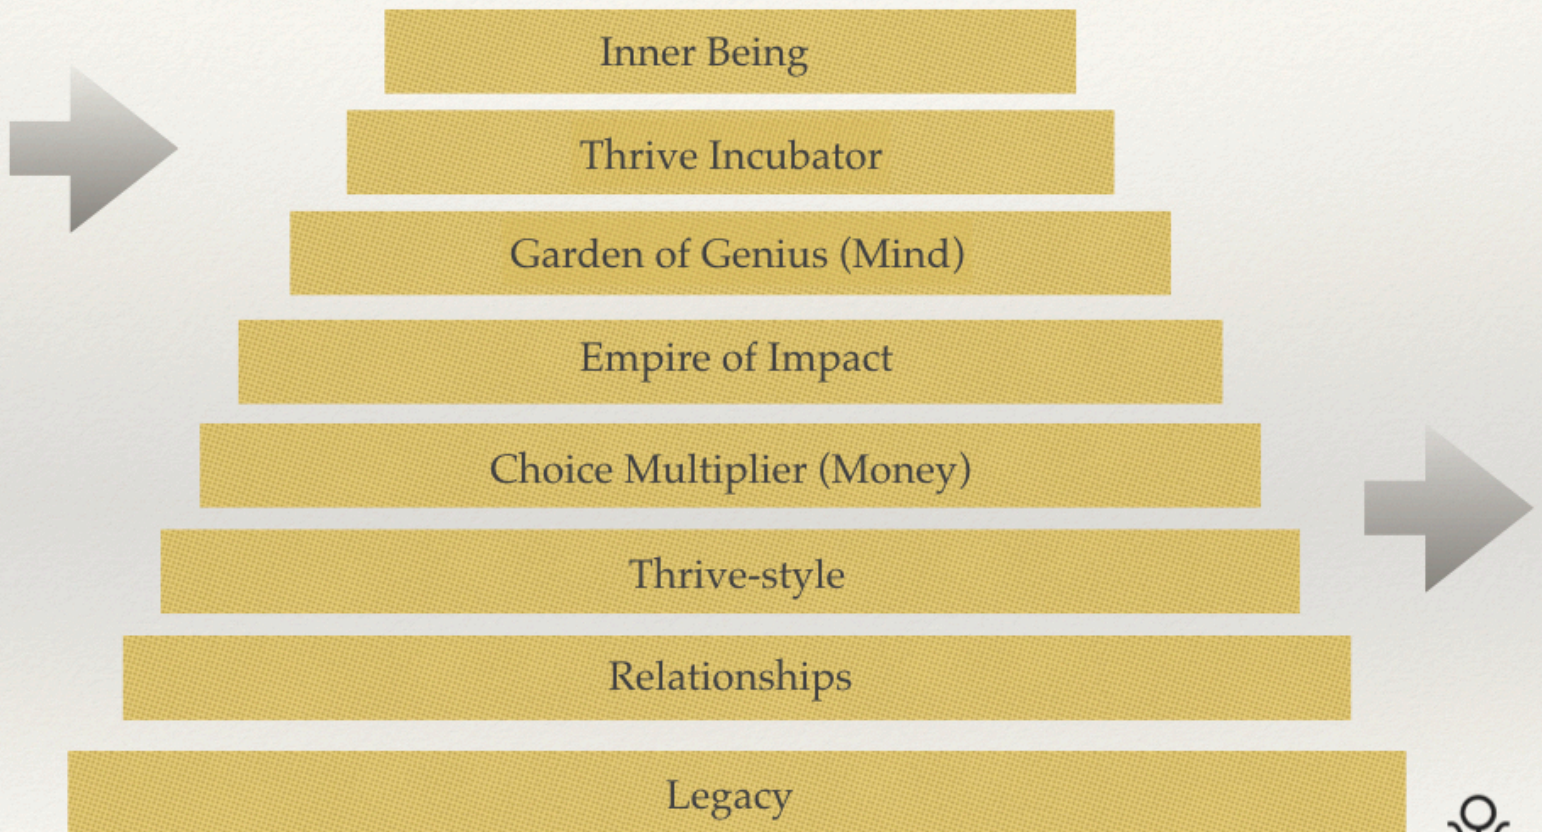 Inner Being
Thrive Incubator
Garden of Genius (Mind)
Empire of Impact
Choice Multiplier (Money)
Thrive-style
Relationships
Legacy